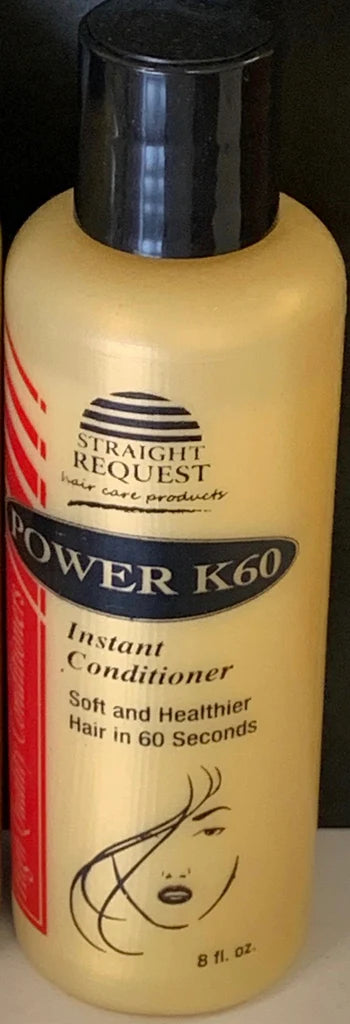 STRAIGHT
REQUEST
hair care products
POWER K60
Instant
Conditioner
Soft and Healthier
Hair in 60 Seconds
8 fl. oz.
Quality